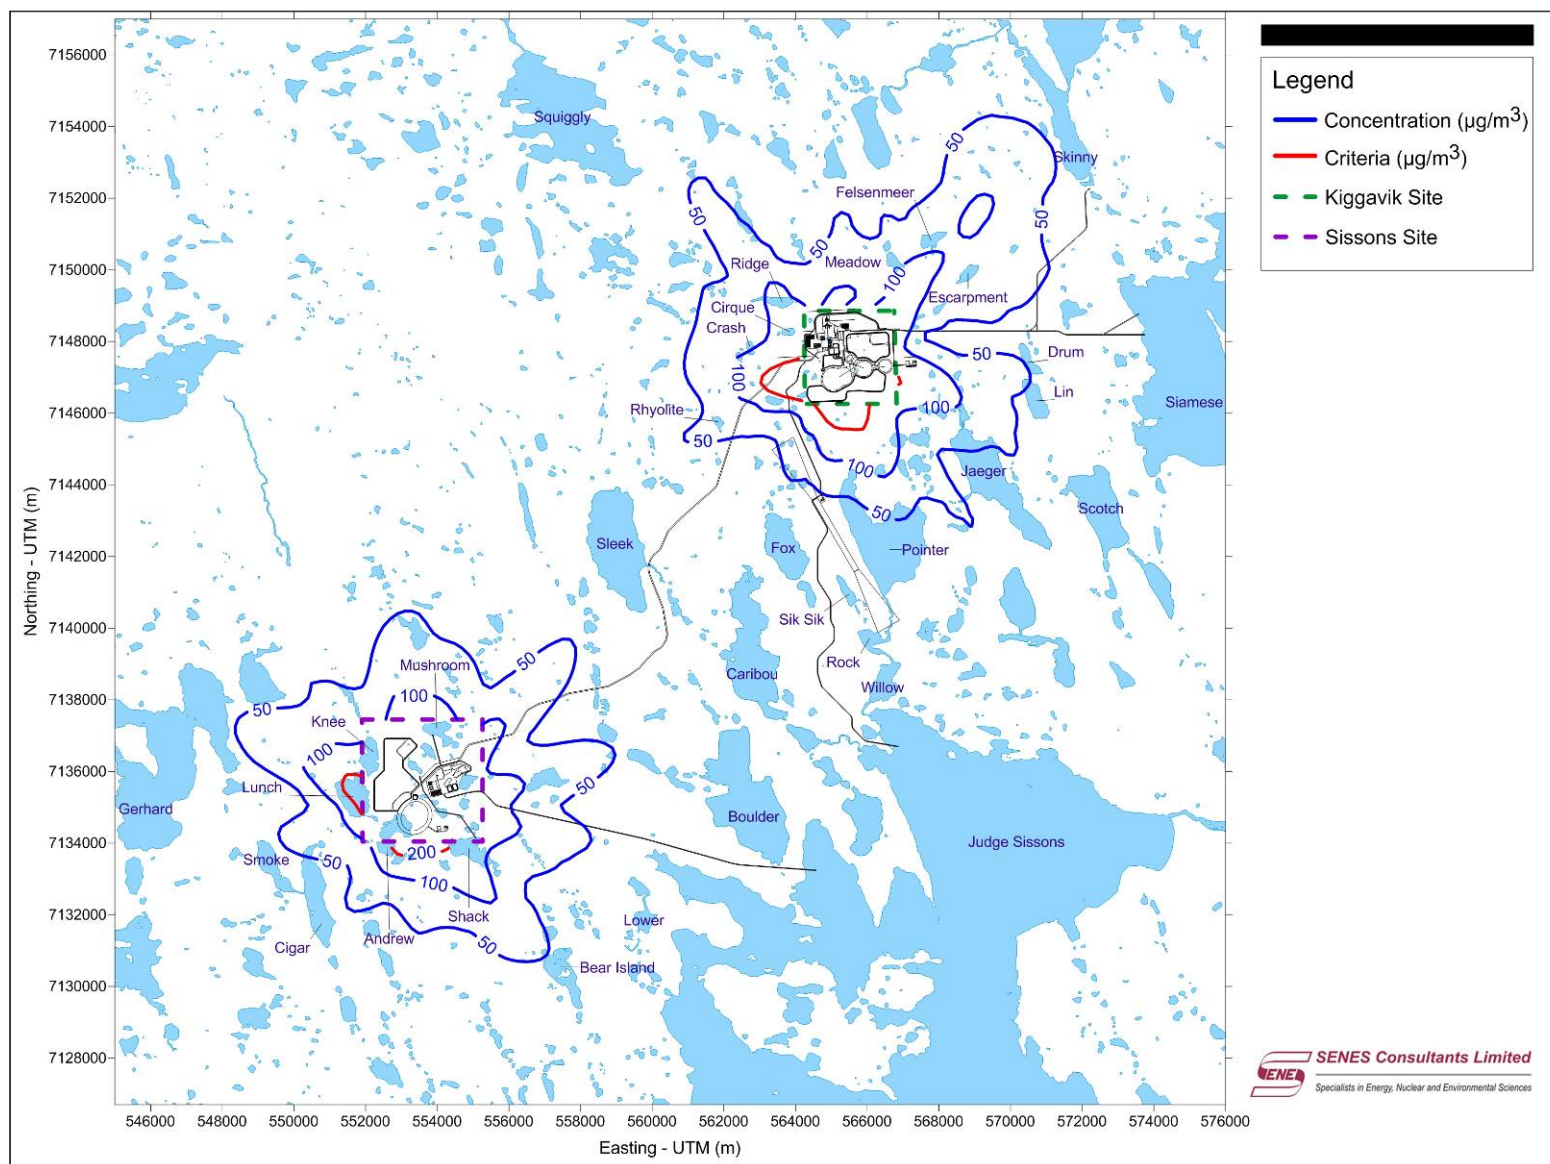 Legend
Concentration (µg/m3)
Criteria (µg/m3)
Kiggavik Site
Sissons Site
7156000
7154000
7152000
7150000
7148000
7146000
7144000
7142000
7140000
7138000
7136000
7134000
7132000
7130000
7128000
Northing - UTM (m)
Squiggly
50
Skinny
Felsenmeer
50
50
50
Meadow
Ridge
100
Escarpment
Cirque
Crash
50
Drum
100
Lin
Siamese
Rhyolite
100
50
100
Jaeger
50
Scotch
Sleek
Fox
Pointer
Sik Sik
Rock
Caribou
Willow
Mushroom
50
100
50
Knee
100
50
Lunch
Gerhard
Boulder
Judge Sissons
200
Smoke
50
100
Shack
Lower
Andrew
50
Cigar
Bear Island
546000 548000 550000 552000 554000 556000 558000 560000 562000 564000 566000 568000 570000 572000 574000 576000
Easting - UTM (m)
SENES
SENES Consultants Limited
Specialists in Energy, Nuclear and Environmental Sciences